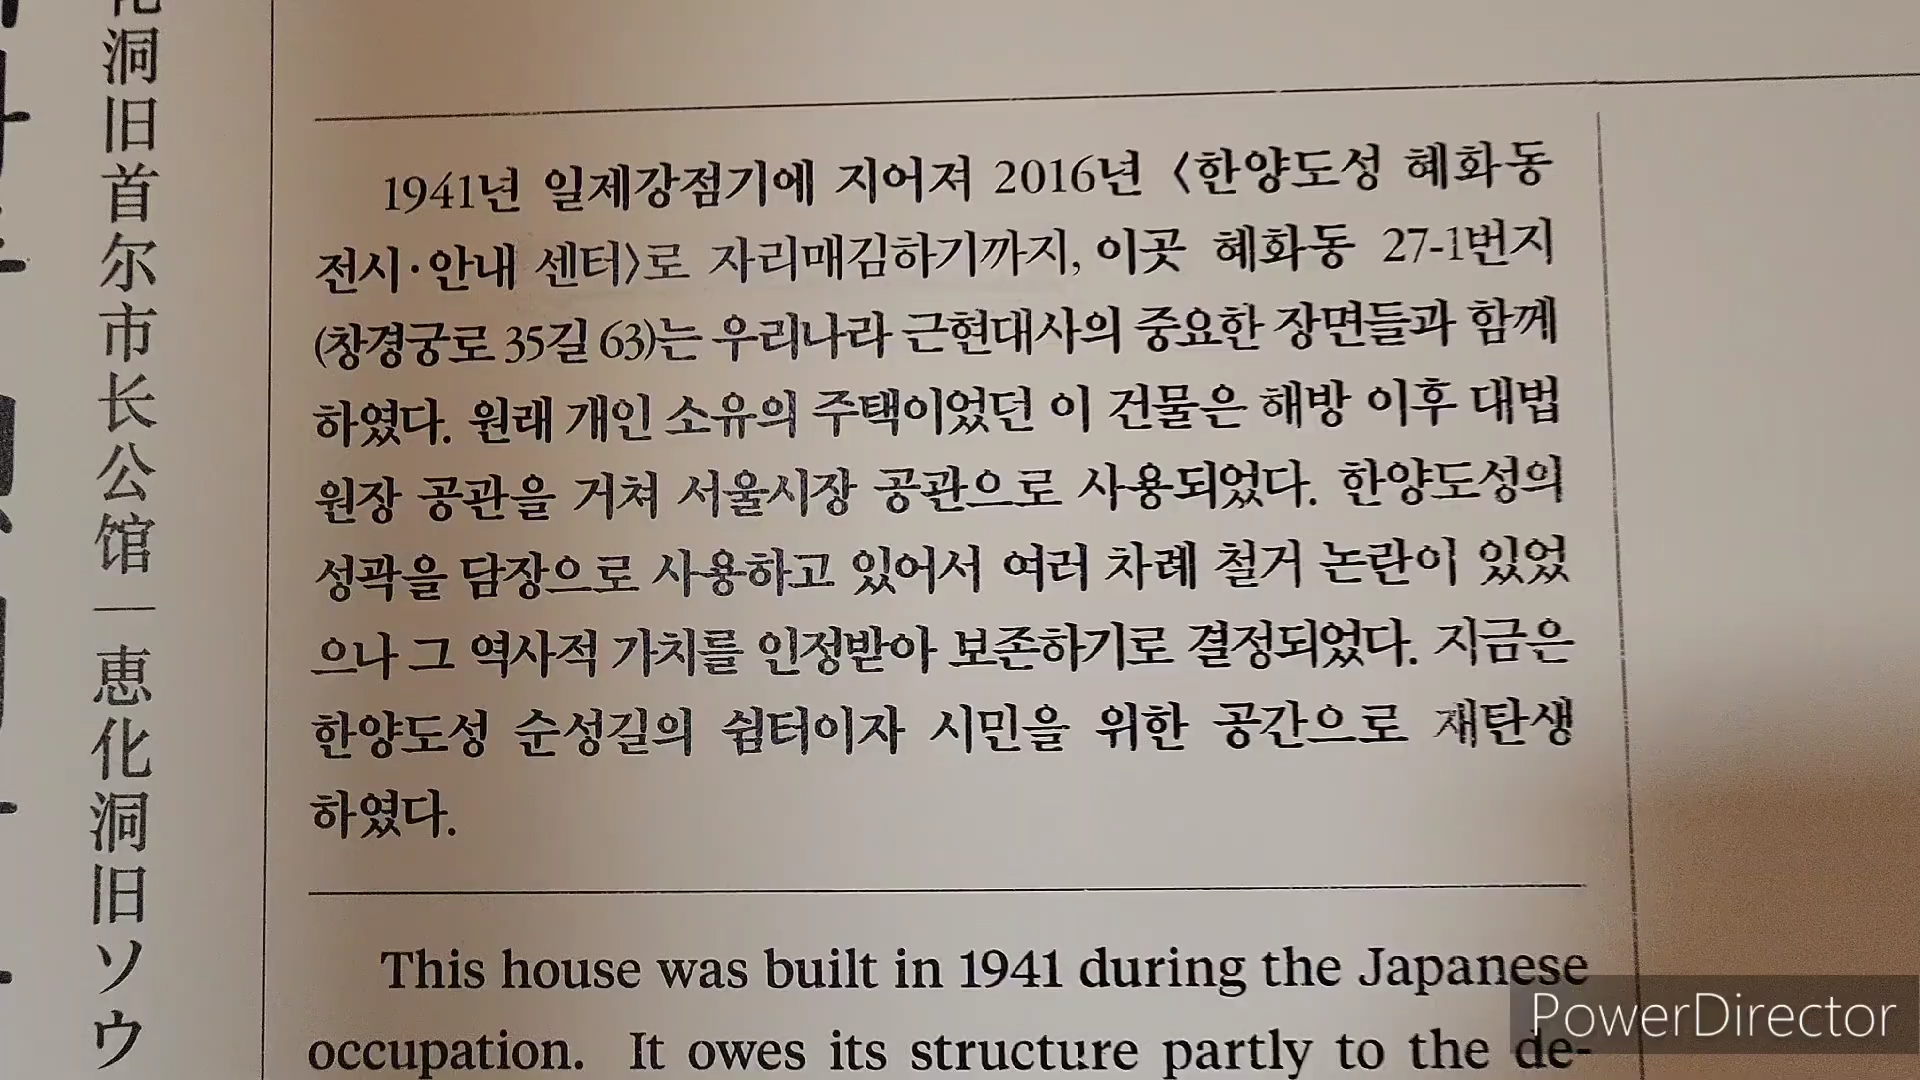 洞旧首尔市长公馆｜恵化洞旧ソウ
1941년 일제강점기에 지어져 2016년 〈한양도성 혜화동
전시·안내 센터〉로 자리매김하기까지, 이곳 혜화동 27-1번지
(창경궁로 35길 63)는 우리나라 근현대사의 중요한 장면들과 함께
하였다. 원래 개인 소유의 주택이었던 이 건물은 해방 이후 대법
원장 공관을 거쳐 서울시장 공관으로 사용되었다. 한양도성의
성곽을 담장으로 사용하고 있어서 여러 차례 철거 논란이 있었
으나 그 역사적 가치를 인정받아 보존하기로 결정되었다. 지금은
한양도성 순성길의 쉼터이자 시민을 위한 공간으로 재탄생
하였다.
This house was built in 1941 during the Japanese
occupation. It owes its structure partly to the de-
PowerDirector